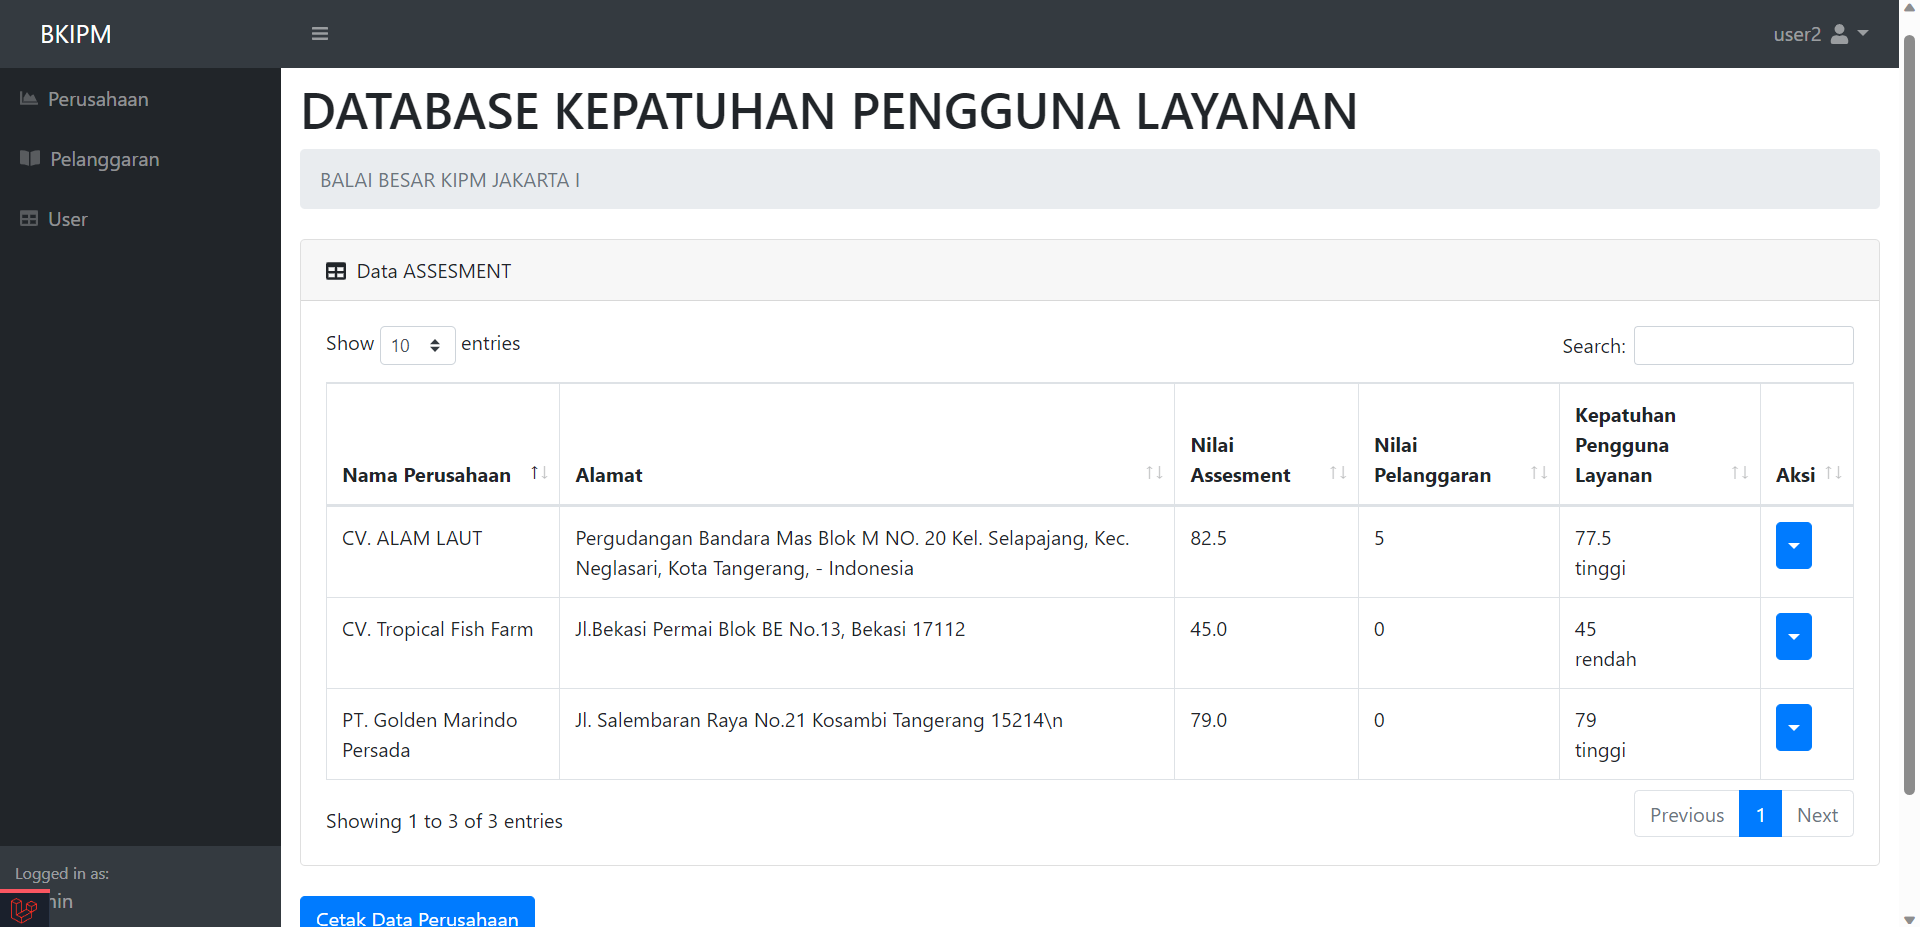 BKIPM
user2
Perusahaan
Pelanggaran
User
DATABASE KEPATUHAN PENGGUNA LAYANAN
BALAI BESAR KIPM JAKARTA I
Data ASSESMENT
Show 10 entries
Search:
Nama Perusahaan
Alamat
Nilai
Assesment
Nilai
Pelanggaran
Kepatuhan
Pengguna
Layanan
Aksi
CV. ALAM LAUT
Pergudangan Bandara Mas Blok M NO. 20 Kel. Selapajang, Kec.
Neglasari, Kota Tangerang, - Indonesia
82.5
5
77.5
tinggi
CV. Tropical Fish Farm
Jl.Bekasi Permai Blok BE No.13, Bekasi 17112
45.0
0
45
rendah
PT. Golden Marindo
Persada
Jl. Salembaran Raya No.21 Kosambi Tangerang 15214\n
79.0
0
79
tinggi
Showing 1 to 3 of 3 entries
Previous 1 Next
Logged in as:
Cetak Data Perusahaan